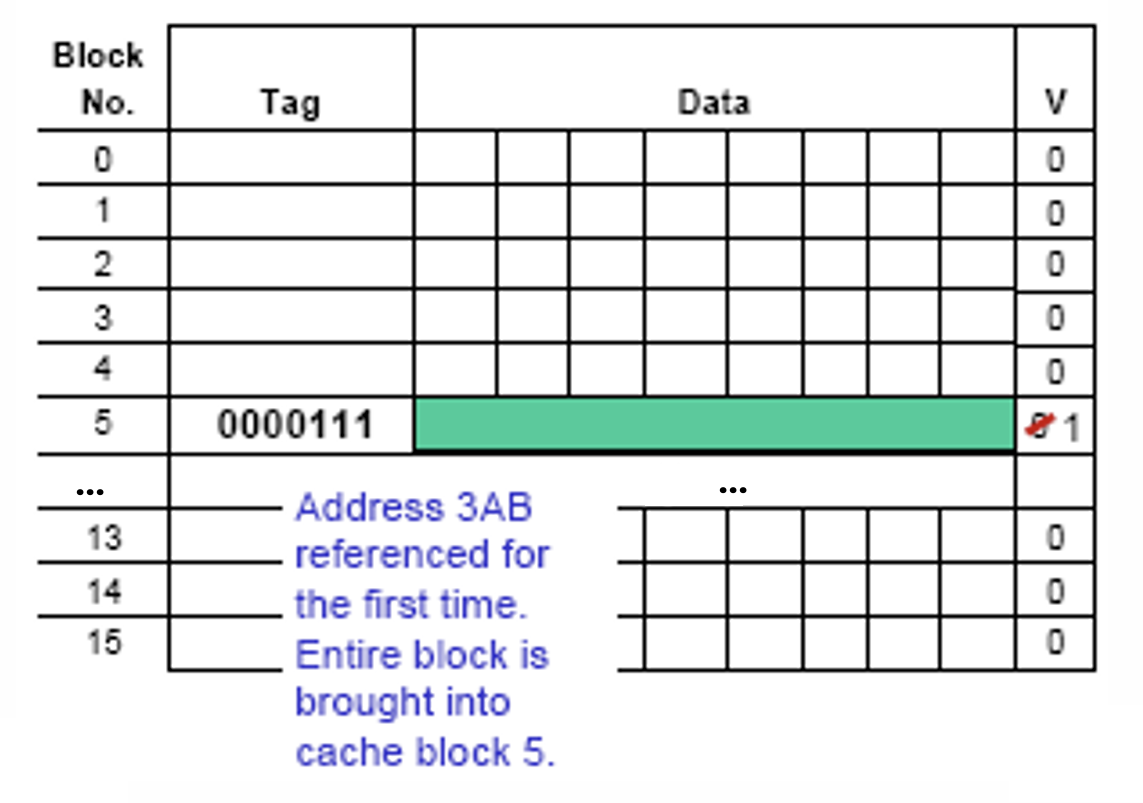 Block
No. Tag Data V
0 0
1 0
2 0
3 0
4 0
5 0000111 0 1
... ...
Address 3AB
13 referenced for 0
14 the first time. 0
15 Entire block is 0
brought into
cache block 5.